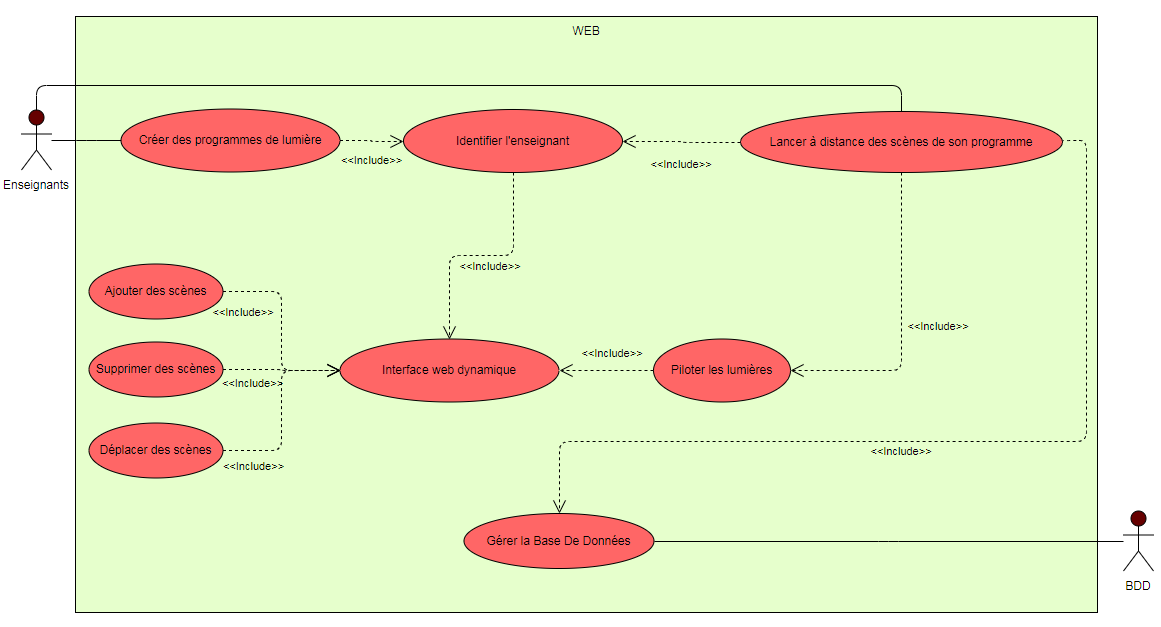 WEB
Créer des programmes de lumière
<<Include>>
Identifier l'enseignant
<<Include>>
Lancer à distance des scènes de son programme
Enseignants
<<Include>>
Ajouter des scènes
<<Include>>
<<Include>>
Supprimer des scènes
<<Include>>
Interface web dynamique
<<Include>>
Piloter les lumières
Déplacer des scènes
<<Include>>
<<Include>>
Gérer la Base De Données
BDD